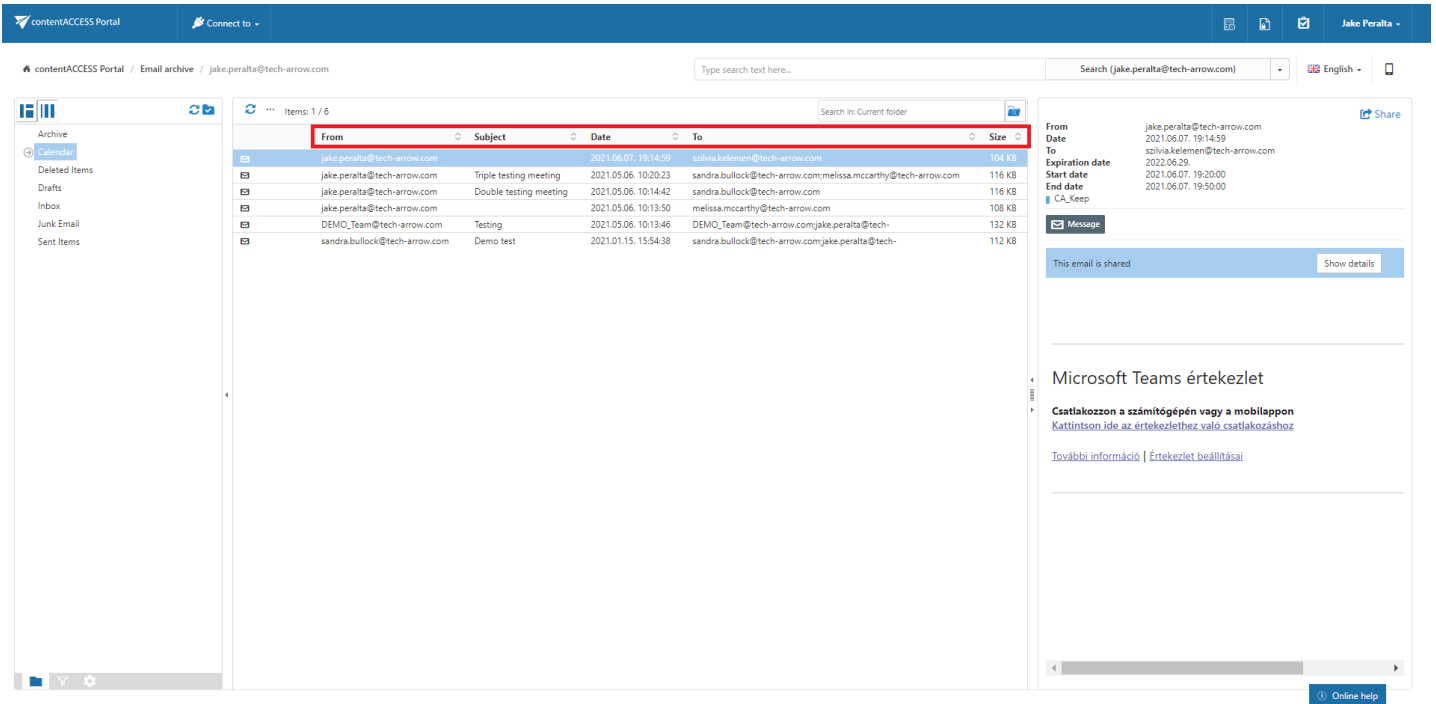 contentACCESS Portal Connect to Jake Peralta
contentACCESS Portal / Email archive / jake.peralta@tech-arrow.com Type search text here... Search (jake.peralta@tech-arrow.com) English
Archive
Calendar
Deleted Items
Drafts
Inbox
Junk Email
Sent Items
Items: 1 / 6 Search in: Current folder
From Subject Date To Size
jake.peralta@tech-arrow.com 2021.06.07. 19:14:59 szilvia.kelemen@tech-arrow.com 104 KB
jake.peralta@tech-arrow.com Triple testing meeting 2021.05.06. 10:20:23 sandra.bullock@tech-arrow.com;melissa.mccarthy@tech-arrow.com 116 KB
jake.peralta@tech-arrow.com Double testing meeting 2021.05.06. 10:14:42 sandra.bullock@tech-arrow.com 116 KB
jake.peralta@tech-arrow.com 2021.05.06. 10:13:50 melissa.mccarthy@tech-arrow.com 108 KB
DEMO_Team@tech-arrow.com Testing 2021.05.06. 10:13:46 DEMO_Team@tech-arrow.com;jake.peralta@tech- 132 KB
sandra.bullock@tech-arrow.com Demo test 2021.01.15. 15:54:38 sandra.bullock@tech-arrow.com;jake.peralta@tech- 112 KB
Share
From jake.peralta@tech-arrow.com
Date 2021.06.07. 19:14:59
To szilvia.kelemen@tech-arrow.com
Expiration date 2022.06.29.
Start date 2021.06.07. 19:20:00
End date 2021.06.07. 19:50:00
CA_Keep
Message
This email is shared Show details
Microsoft Teams értekezlet
Csatlakozzon a számítógépén vagy a mobilappon
Kattintson ide az értekezlethez való csatlakozáshoz
További információ | Értekezlet beállításai
Online help